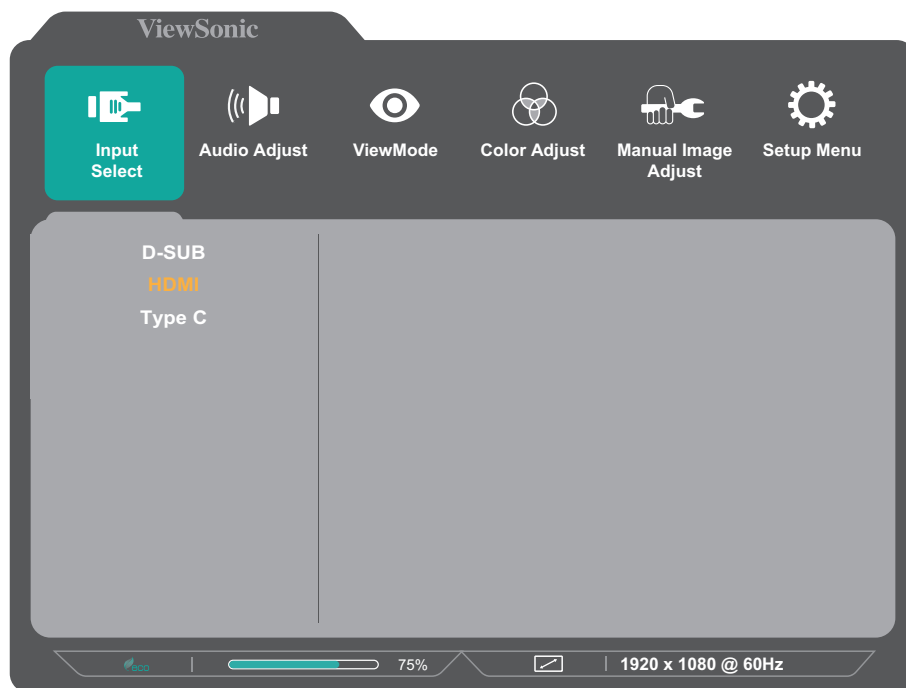 ViewSonic
Input
Select
Audio Adjust
ViewMode
Color Adjust
Manual Image
Adjust
Setup Menu
D-SUB
HDMI
Type C
eco
75%
1920 x 1080 @ 60Hz